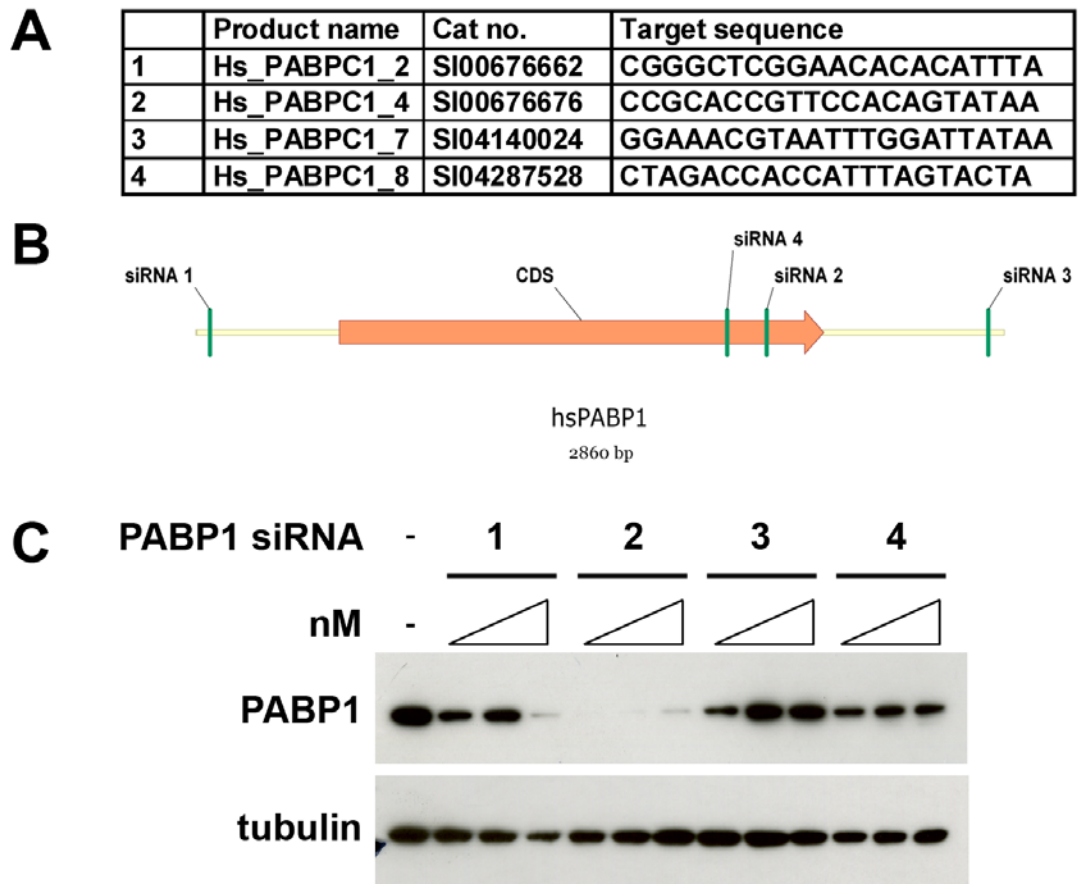 A
Product name Cat no. Target sequence
1 Hs_PABPC1_2 SI00676662 CGGGCTCGGAACACACATTTA
2 Hs_PABPC1_4 SI00676676 CCGCACCGTTCCACAGTATAA
3 Hs_PABPC1_7 SI04140024 GGAAACGTAATTTGGATTATAA
4 Hs_PABPC1_8 SI04287528 CTAGACCACCATTTAGTACTA
B
siRNA 4
siRNA 1 CDS siRNA 2 siRNA 3
hsPABP1
2860 bp
C
PABP1 siRNA - 1 2 3 4
nM -
PABP1
tubulin